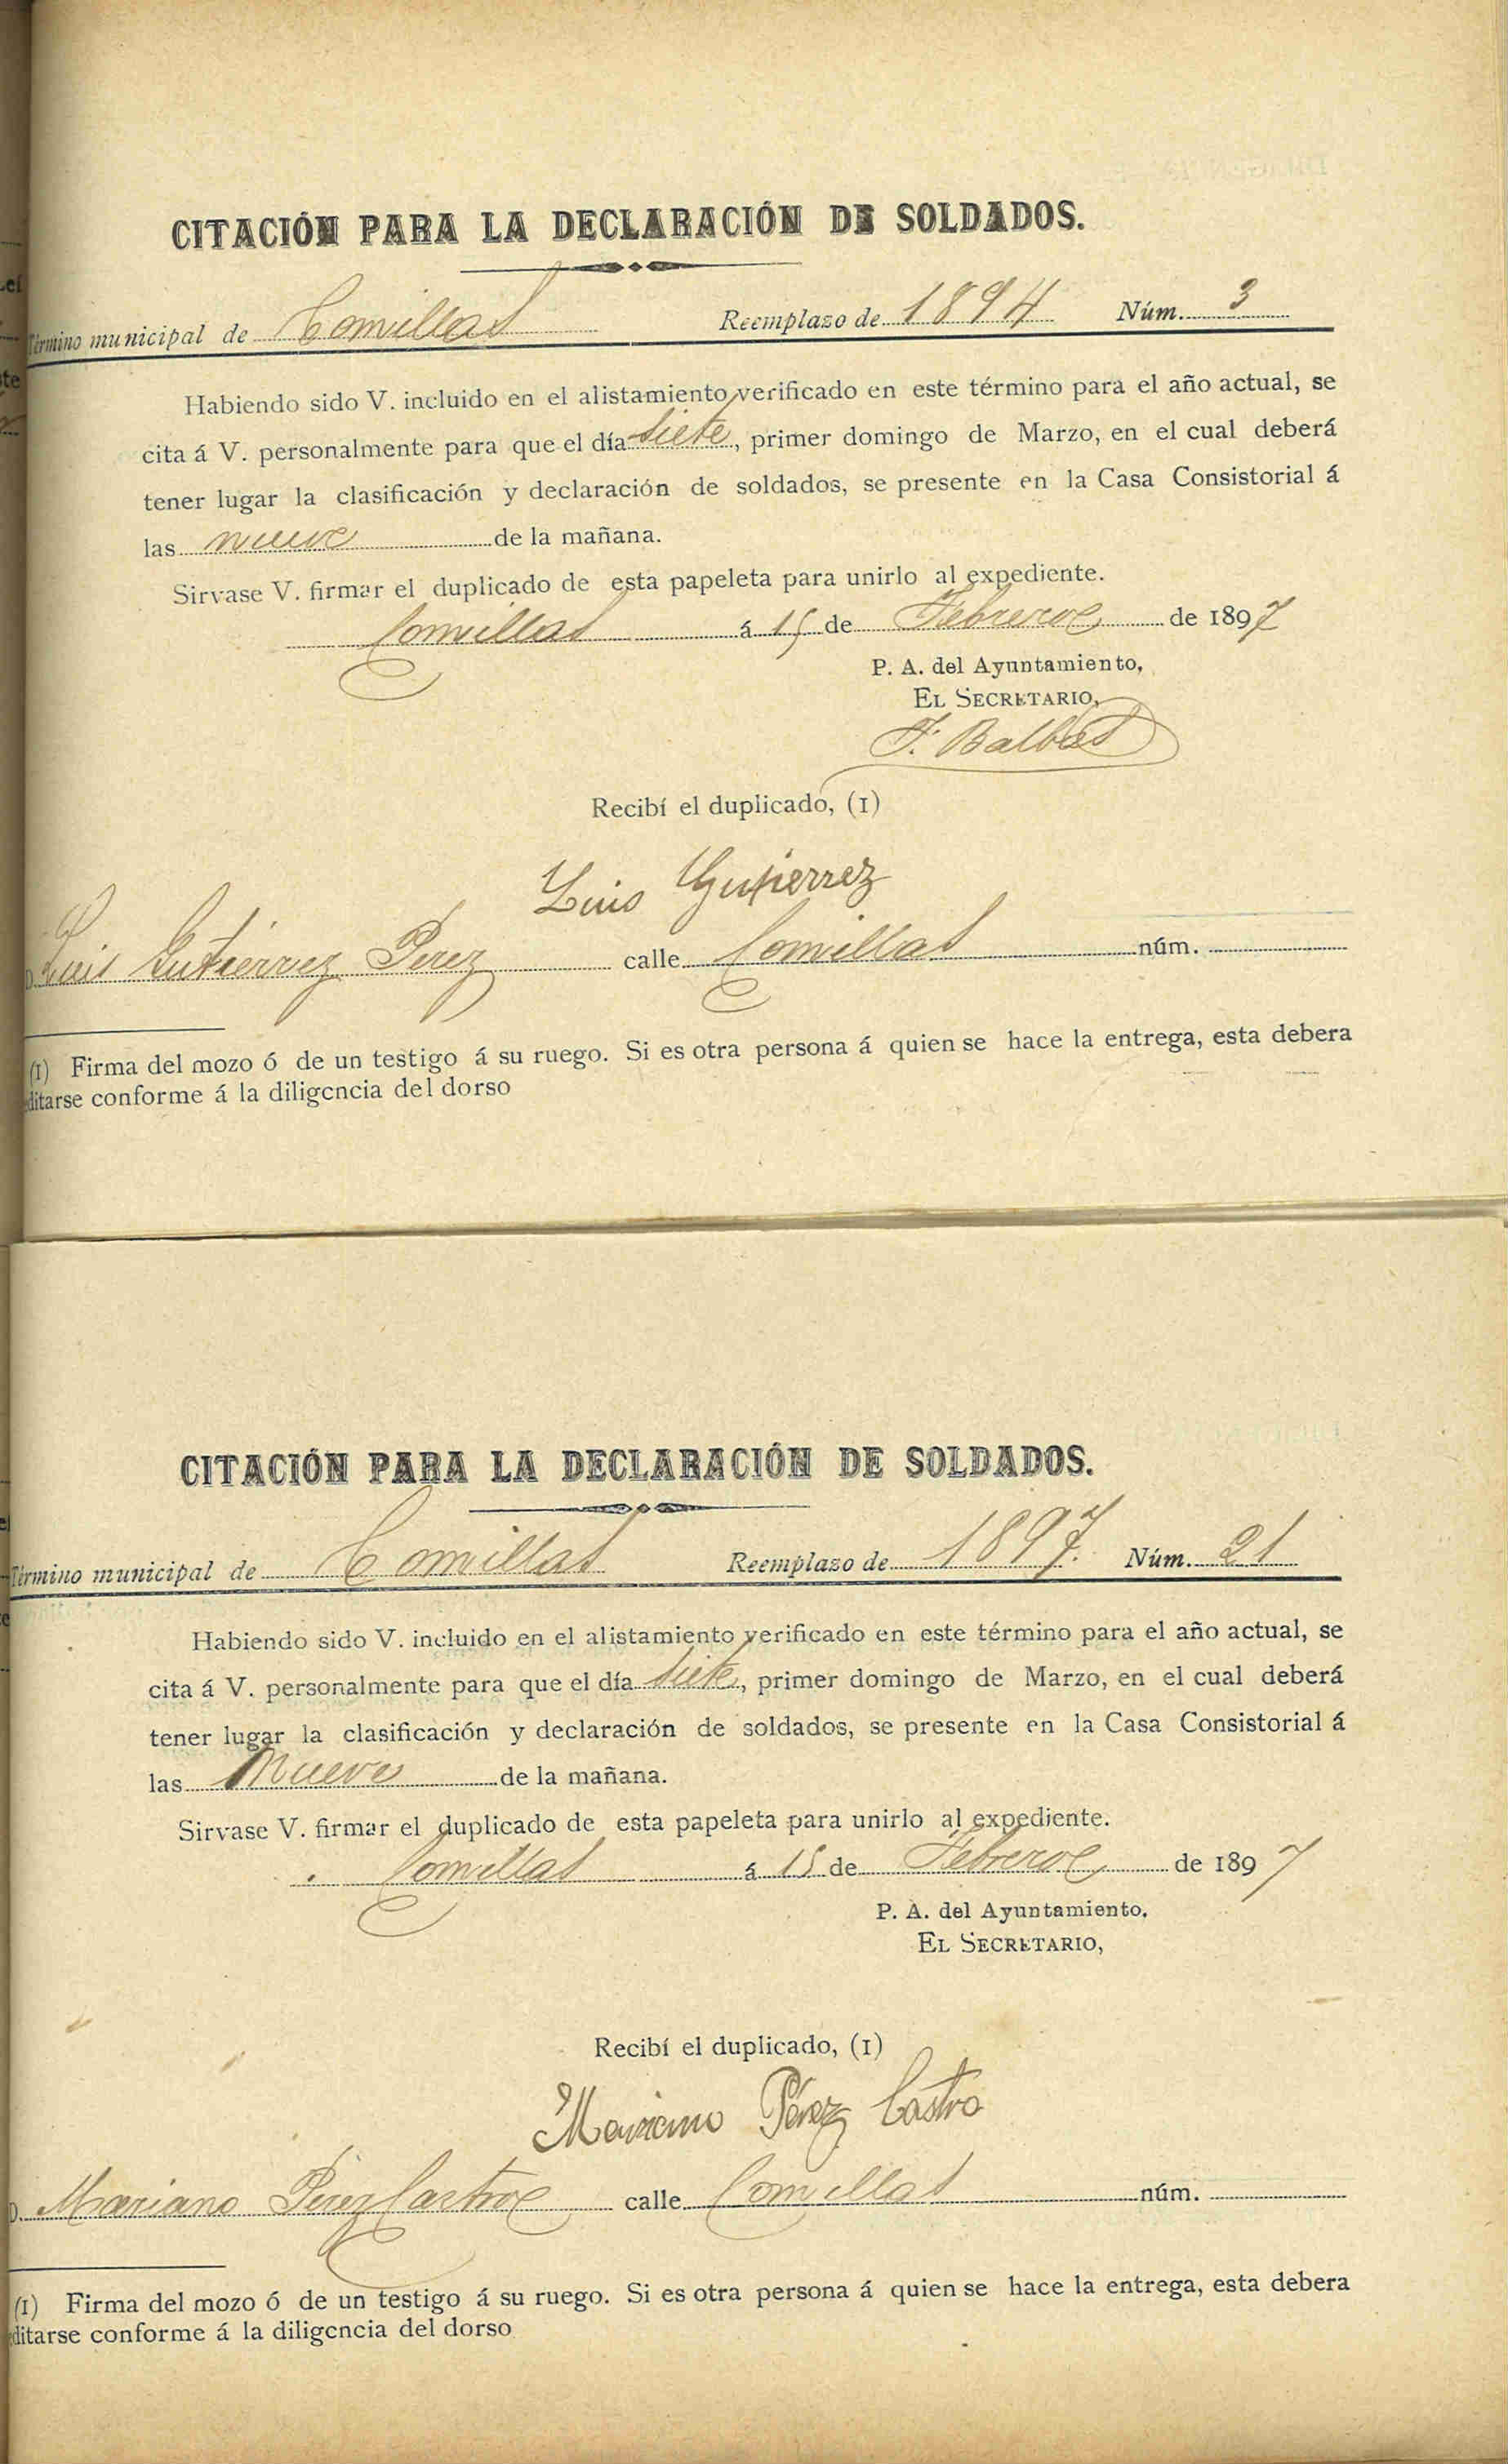 CITACIÓN PARA LA DECLARACIÓN DE SOLDADOS.
Término municipal de Comillas Reemplazo de 1894 Núm. 3
Habiendo sido V. incluido en el alistamiento verificado en este término para el año actual, se
cita á V. personalmente para que el día siete, primer domingo de Marzo, en el cual deberá
tener lugar la clasificación y declaración de soldados, se presente en la Casa Consistorial á
las nueve de la mañana.
Sirvase V. firmar el duplicado de esta papeleta para unirlo al expediente.
Comillas á 15 de Febrero de 1897
P. A. del Ayuntamiento,
EL SECRETARIO,
F. Balbas
Recibí el duplicado, (1)
Luis Gutierrez
D. Luis Gutierrez Perez calle Comillas núm.
(1) Firma del mozo ó de un testigo á su ruego. Si es otra persona á quien se hace la entrega, esta debera
ditarse conforme á la diligencia del dorso
CITACIÓN PARA LA DECLARACIÓN DE SOLDADOS.
Término municipal de Comillas Reemplazo de 1897. Núm. 21
Habiendo sido V. incluido en el alistamiento verificado en este término para el año actual, se
cita á V. personalmente para que el día siete, primer domingo de Marzo, en el cual deberá
tener lugar la clasificación y declaración de soldados, se presente en la Casa Consistorial á
las nueve de la mañana.
Sirvase V. firmar el duplicado de esta papeleta para unirlo al expediente.
Comillas á 15 de Febrero de 1897
P. A. del Ayuntamiento,
EL SECRETARIO,
Recibí el duplicado, (1)
Mariano Pérez Castro
D. Mariano Perez Castro calle Comillas núm.
(1) Firma del mozo ó de un testigo á su ruego. Si es otra persona á quien se hace la entrega, esta debera
ditarse conforme á la diligencia del dorso